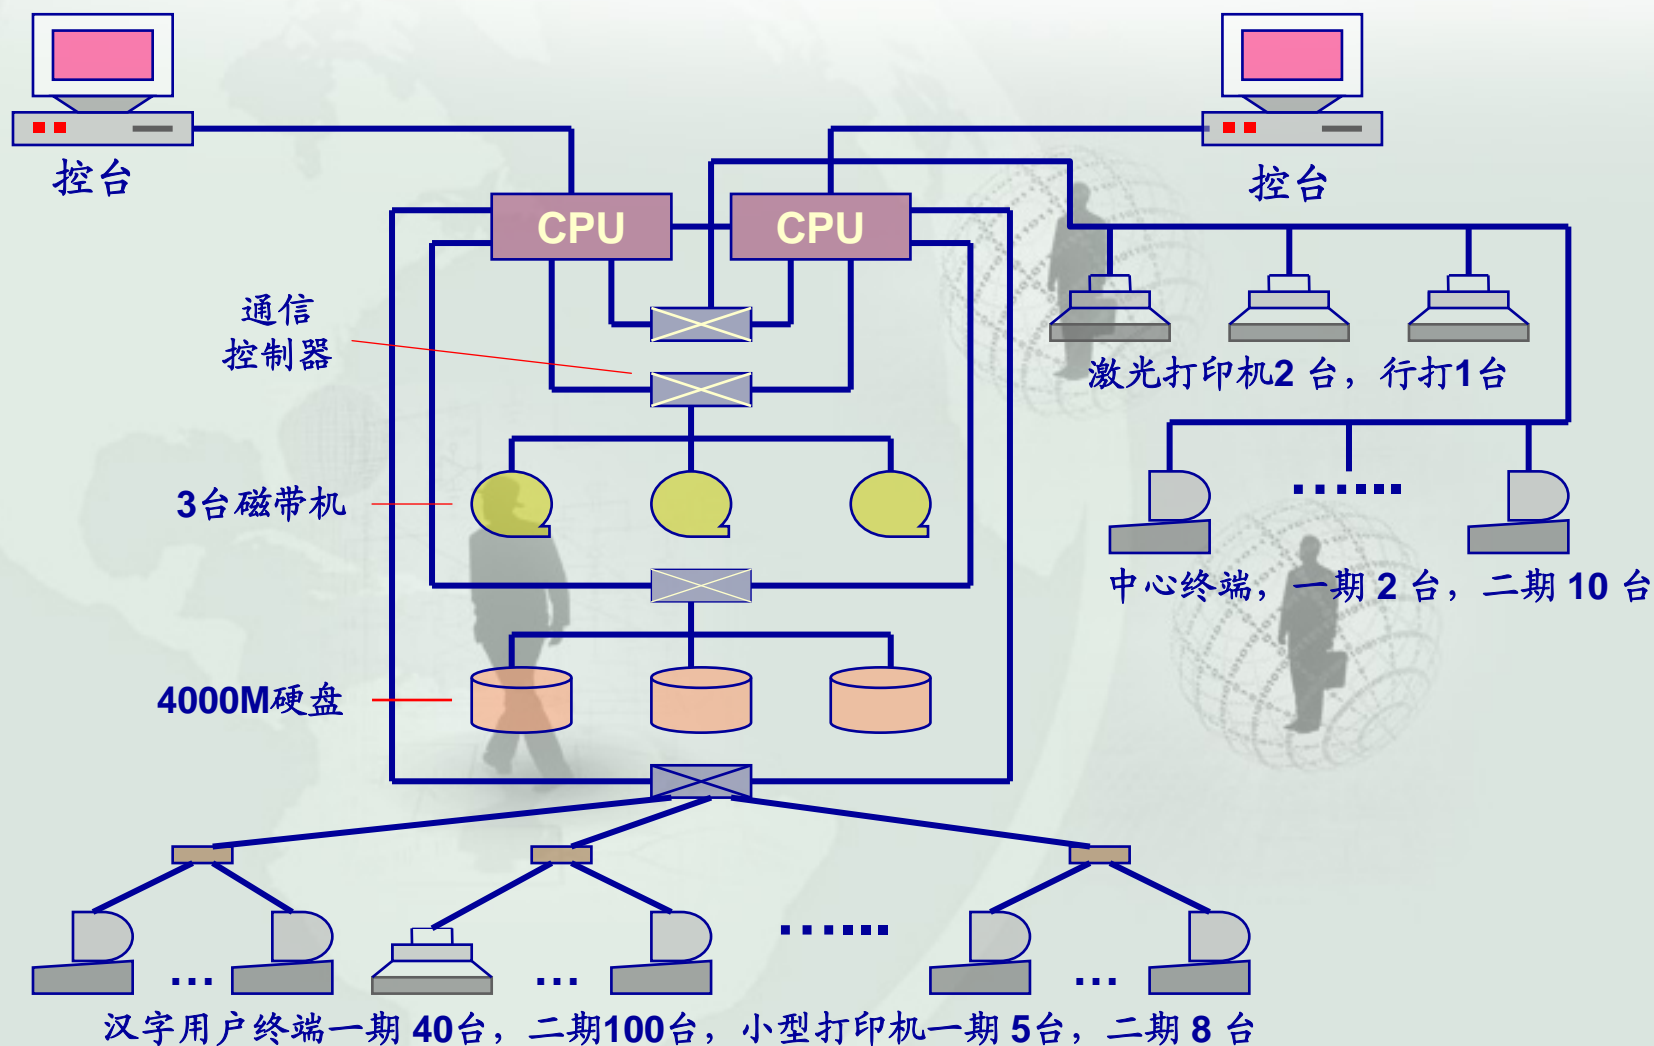 控台
控台
CPU
CPU
通信
控制器
激光打印机2 台，行打1台
3台磁带机
中心终端，一期 2 台，二期 10 台
4000M硬盘
...
...
...
汉字用户终端一期 40台，二期100台，小型打印机一期 5台，二期 8 台